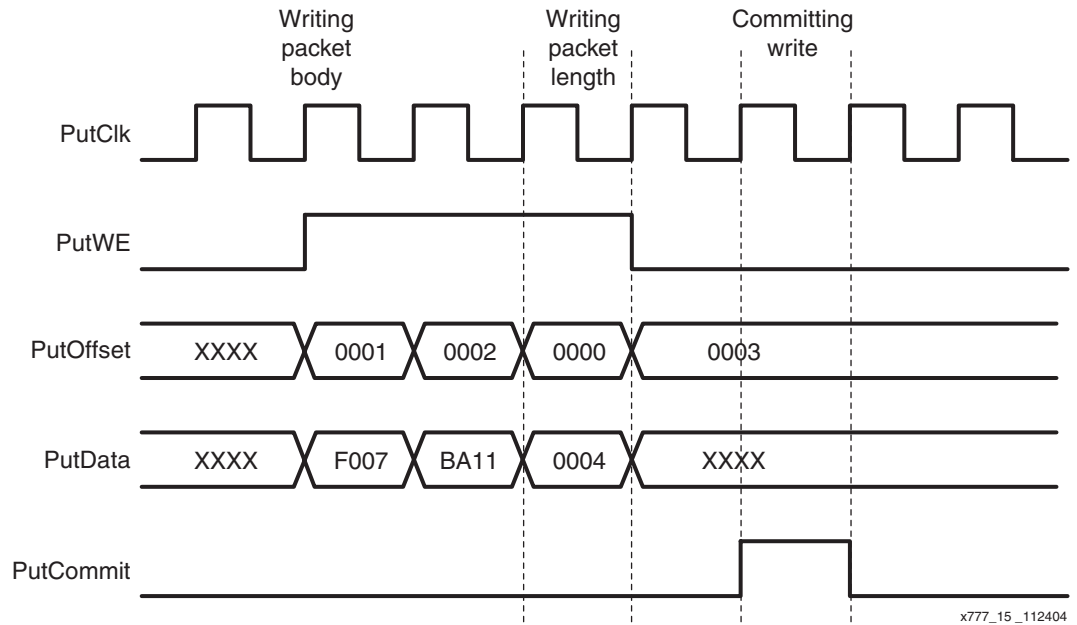 Writing
packet
body
Writing
packet
length
Committing
write
PutClk
PutWE
PutOffset XXXX 0001 0002 0000 0003
PutData XXXX F007 BA11 0004 XXXX
PutCommit
x777_15 _112404